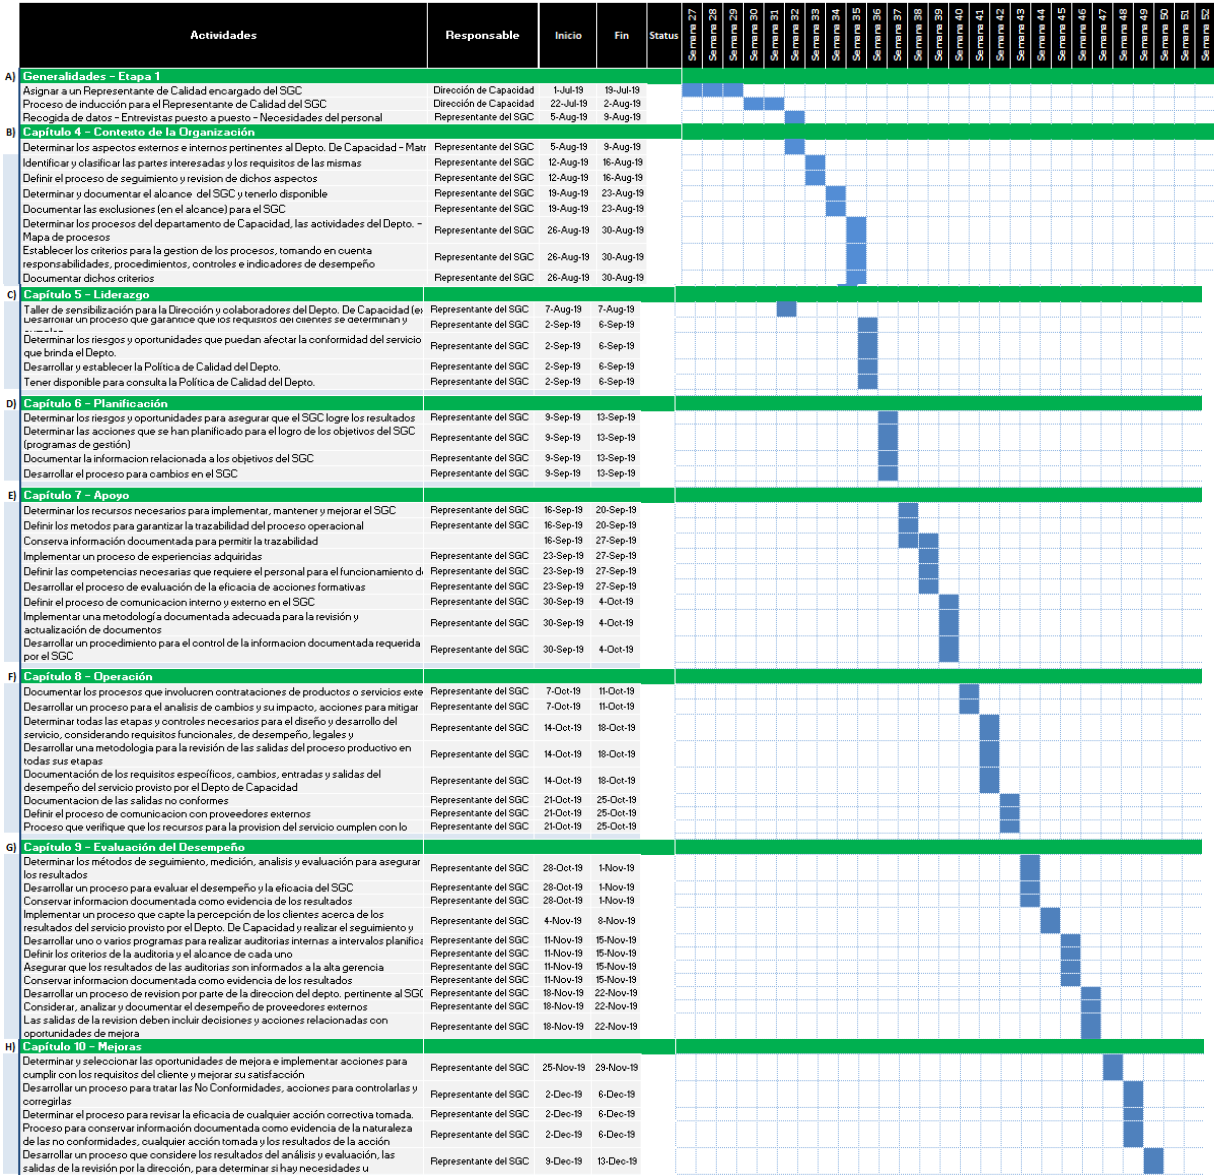 Actividades Responsable Inicio Fin Status Semana 27 Semana 28 Semana 29 Semana 30 Semana 31 Semana 32 Semana 33 Semana 34 Semana 35 Semana 36 Semana 37 Semana 38 Semana 39 Semana 40 Semana 41 Semana 42 Semana 43 Semana 44 Semana 45 Semana 46 Semana 47 Semana 48 Semana 49 Semana 50 Semana 51 Semana 52
A) Generalidades - Etapa 1
Asignar a un Representante de Calidad encargado del SGC Dirección de Capacidad 1-Jul-19 19-Jul-19
Proceso de inducción para el Representante de Calidad del SGC Dirección de Capacidad 22-Jul-19 2-Aug-19
Recogida de datos - Entrevistas puesto a puesto - Necesidades del personal Representante del SGC 5-Aug-19 9-Aug-19
B) Capítulo 4 - Contexto de la Organización
Determinar los aspectos externos e internos pertinentes al Depto. De Capacidad - Matr Representante del SGC 5-Aug-19 9-Aug-19
Identificar y clasificar las partes interesadas y los requisitos de las mismas Representante del SGC 12-Aug-19 16-Aug-19
Definir el proceso de seguimiento y revision de dichos aspectos Representante del SGC 12-Aug-19 16-Aug-19
Determinar y documentar el alcance del SGC y tenerlo disponible Representante del SGC 19-Aug-19 23-Aug-19
Documentar las exclusiones (en el alcance) para el SGC Representante del SGC 19-Aug-19 23-Aug-19
Determinar los procesos del departamento de Capacidad, las actividades del Depto. -
Mapa de procesos Representante del SGC 26-Aug-19 30-Aug-19
Establecer los criterios para la gestion de los procesos, tomando en cuenta
responsabilidades, procedimientos, controles e indicadores de desempeño Representante del SGC 26-Aug-19 30-Aug-19
Documentar dichos criterios Representante del SGC 26-Aug-19 30-Aug-19
C) Capítulo 5 - Liderazgo
Taller de sensibilización para la Dirección y colaboradores del Depto. De Capacidad (ex Representante del SGC 7-Aug-19 7-Aug-19
Desarrollar un proceso que garantice que los requisitos del clientes se determinan y
Representante del SGC 2-Sep-19 6-Sep-19
Determinar los riesgos y oportunidades que puedan afectar la conformidad del servicio
que brinda el Depto. Representante del SGC 2-Sep-19 6-Sep-19
Desarrollar y establecer la Política de Calidad del Depto. Representante del SGC 2-Sep-19 6-Sep-19
Tener disponible para consulta la Política de Calidad del Depto. Representante del SGC 2-Sep-19 6-Sep-19
D) Capítulo 6 - Planificación
Determinar los riesgos y oportunidades para asegurar que el SGC logre los resultados Representante del SGC 9-Sep-19 13-Sep-19
Determinar las acciones que se han planificado para el logro de los objetivos del SGC
(programas de gestión) Representante del SGC 9-Sep-19 13-Sep-19
Documentar la informacion relacionada a los objetivos del SGC Representante del SGC 9-Sep-19 13-Sep-19
Desarrollar el proceso para cambios en el SGC Representante del SGC 9-Sep-19 13-Sep-19
E) Capítulo 7 - Apoyo
Determinar los recursos necesarios para implementar, mantener y mejorar el SGC Representante del SGC 16-Sep-19 20-Sep-19
Definir los metodos para garantizar la trazabilidad del proceso operacional Representante del SGC 16-Sep-19 20-Sep-19
Conserva información documentada para permitir la trazabilidad 16-Sep-19 27-Sep-19
Implementar un proceso de experiencias adquiridas Representante del SGC 23-Sep-19 27-Sep-19
Definir las competencias necesarias que requiere el personal para el funcionamiento de Representante del SGC 23-Sep-19 27-Sep-19
Desarrollar el proceso de evaluación de la eficacia de acciones formativas Representante del SGC 23-Sep-19 27-Sep-19
Definir el proceso de comunicacion interno y externo en el SGC Representante del SGC 30-Sep-19 4-Oct-19
Implementar una metodología documentada adecuada para la revisión y
actualización de documentos Representante del SGC 30-Sep-19 4-Oct-19
Desarrollar un procedimiento para el control de la informacion documentada requerida
por el SGC Representante del SGC 30-Sep-19 4-Oct-19
F) Capítulo 8 - Operación
Documentar los procesos que involucren contrataciones de productos o servicios exte Representante del SGC 7-Oct-19 11-Oct-19
Desarrollar un proceso para el analisis de cambios y su impacto, acciones para mitigar Representante del SGC 7-Oct-19 11-Oct-19
Determinar todas las etapas y controles necesarios para el diseño y desarrollo del
servicio, considerando requisitos funcionales, de desempeño, legales y Representante del SGC 14-Oct-19 18-Oct-19
Desarrollar una metodologia para la revisión de las salidas del proceso productivo en
todas sus etapas Representante del SGC 14-Oct-19 18-Oct-19
Documentación de los requisitos específicos, cambios, entradas y salidas del
desempeño del servicio provisto por el Depto de Capacidad Representante del SGC 14-Oct-19 18-Oct-19
Documentacion de las salidas no conformes Representante del SGC 21-Oct-19 25-Oct-19
Definir el proceso de comunicacion con proveedores externos Representante del SGC 21-Oct-19 25-Oct-19
Proceso que verifique que los recursos para la provision del servicio cumplen con lo Representante del SGC 21-Oct-19 25-Oct-19
G) Capítulo 9 - Evaluación del Desempeño
Determinar los métodos de seguimiento, medición, analisis y evaluación para asegurar
los resultados Representante del SGC 28-Oct-19 1-Nov-19
Desarrollar un proceso para evaluar el desempeño y la eficacia del SGC Representante del SGC 28-Oct-19 1-Nov-19
Conservar informacion documentada como evidencia de los resultados Representante del SGC 28-Oct-19 1-Nov-19
Implementar un proceso que capte la percepción de los clientes acerca de los
resultados del servicio provisto por el Depto. De Capacidad y realizar el seguimiento y Representante del SGC 4-Nov-19 8-Nov-19
Desarrollar uno o varios programas para realizar auditorias internas a intervalos planifica Representante del SGC 11-Nov-19 15-Nov-19
Definir los criterios de la auditoria y el alcance de cada uno Representante del SGC 11-Nov-19 15-Nov-19
Asegurar que los resultados de las auditorias son informados a la alta gerencia Representante del SGC 11-Nov-19 15-Nov-19
Conservar informacion documentada como evidencia de los resultados Representante del SGC 11-Nov-19 15-Nov-19
Desarrollar un proceso de revision por parte de la direccion del depto. pertinente al SGC Representante del SGC 18-Nov-19 22-Nov-19
Considerar, analizar y documentar el desempeño de proveedores externos Representante del SGC 18-Nov-19 22-Nov-19
Las salidas de la revision deben incluir decisiones y acciones relacionadas con
oportunidades de mejora Representante del SGC 18-Nov-19 22-Nov-19
H) Capítulo 10 - Mejoras
Determinar y seleccionar las oportunidades de mejora e implementar acciones para
cumplir con los requisitos del cliente y mejorar su satisfacción Representante del SGC 25-Nov-19 29-Nov-19
Desarrollar un proceso para tratar las No Conformidades, acciones para controlarlas y
corregirlas Representante del SGC 2-Dec-19 6-Dec-19
Determinar el proceso para revisar la eficacia de cualquier acción correctiva tomada. Representante del SGC 2-Dec-19 6-Dec-19
Proceso para conservar información documentada como evidencia de la naturaleza
de las no conformidades, cualquier acción tomada y los resultados de la acción Representante del SGC 2-Dec-19 6-Dec-19
Desarrollar un proceso que considere los resultados del análisis y evaluación, las
salidas de la revisión por la dirección, para determinar si hay necesidades u Representante del SGC 9-Dec-19 13-Dec-19